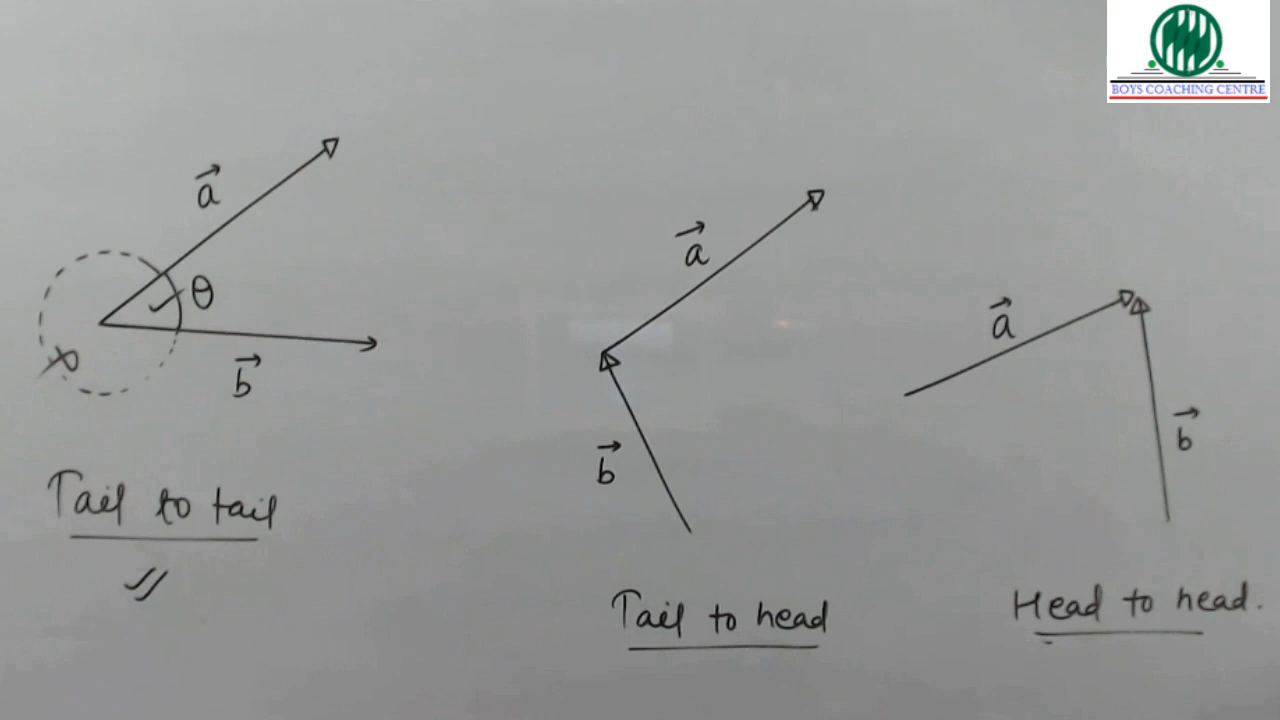 BOYS COACHING CENTRE
a⃗
θ
b⃗
Tail to tail
a⃗
b⃗
Tail to head
a⃗
b⃗
Head to head.